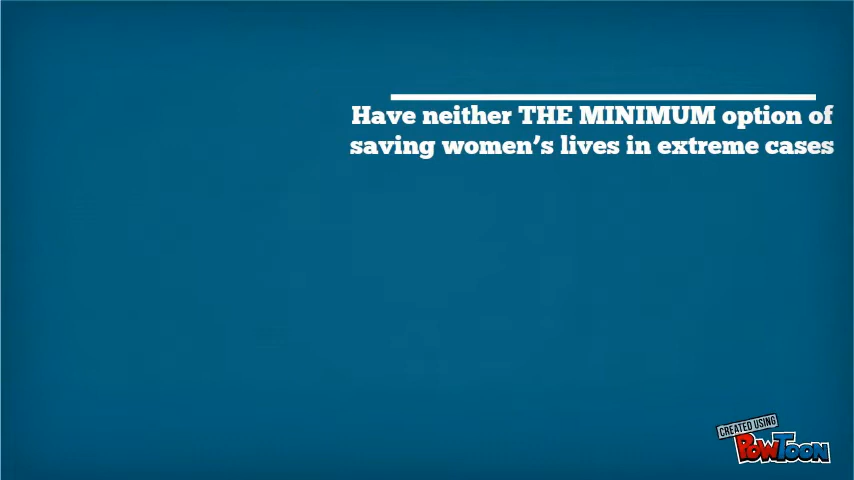 Have neither THE MINIMUM option of
saving women's lives in extreme cases
CREATED USING
POWTOON